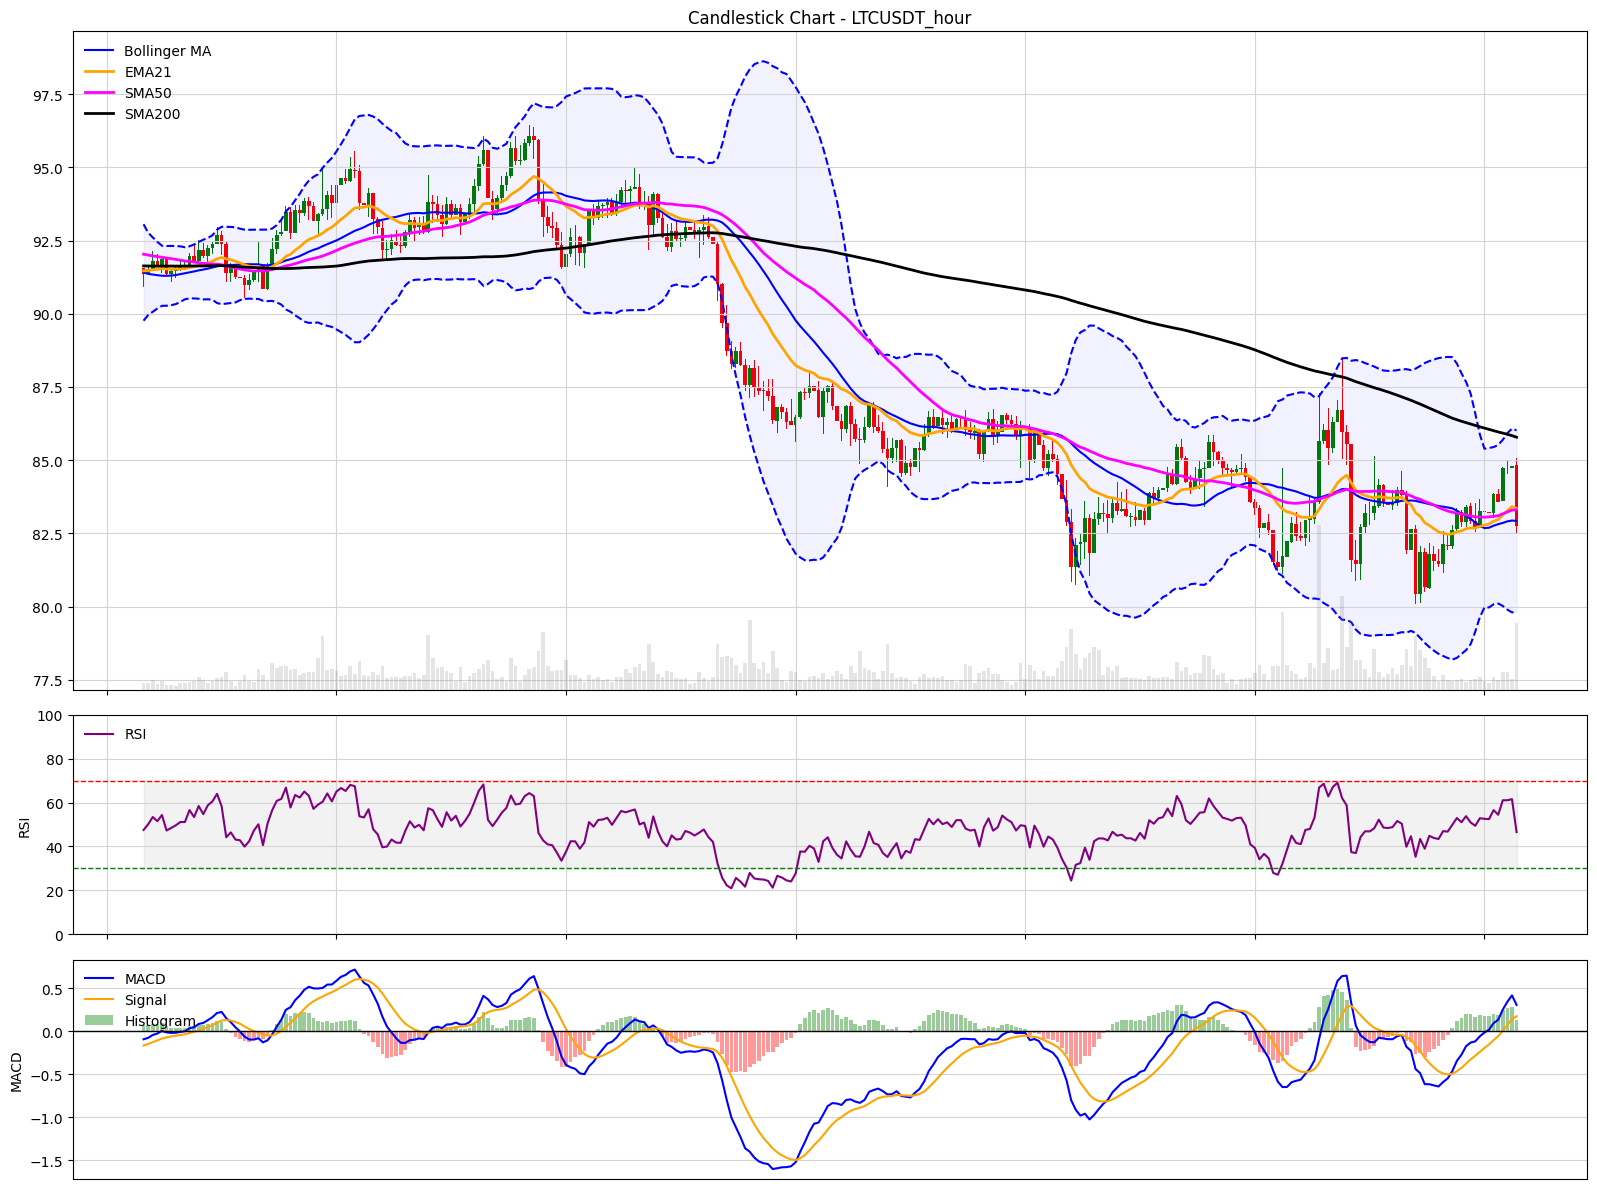 Candlestick Chart - LTCUSDT_hour
Bollinger MA
EMA21
SMA50
SMA200
97.5
95.0
92.5
90.0
87.5
85.0
82.5
80.0
77.5
RSI
100
80
60
40
20
0
RSI
MACD
Signal
Histogram
0.5
0.0
−0.5
−1.0
−1.5
MACD